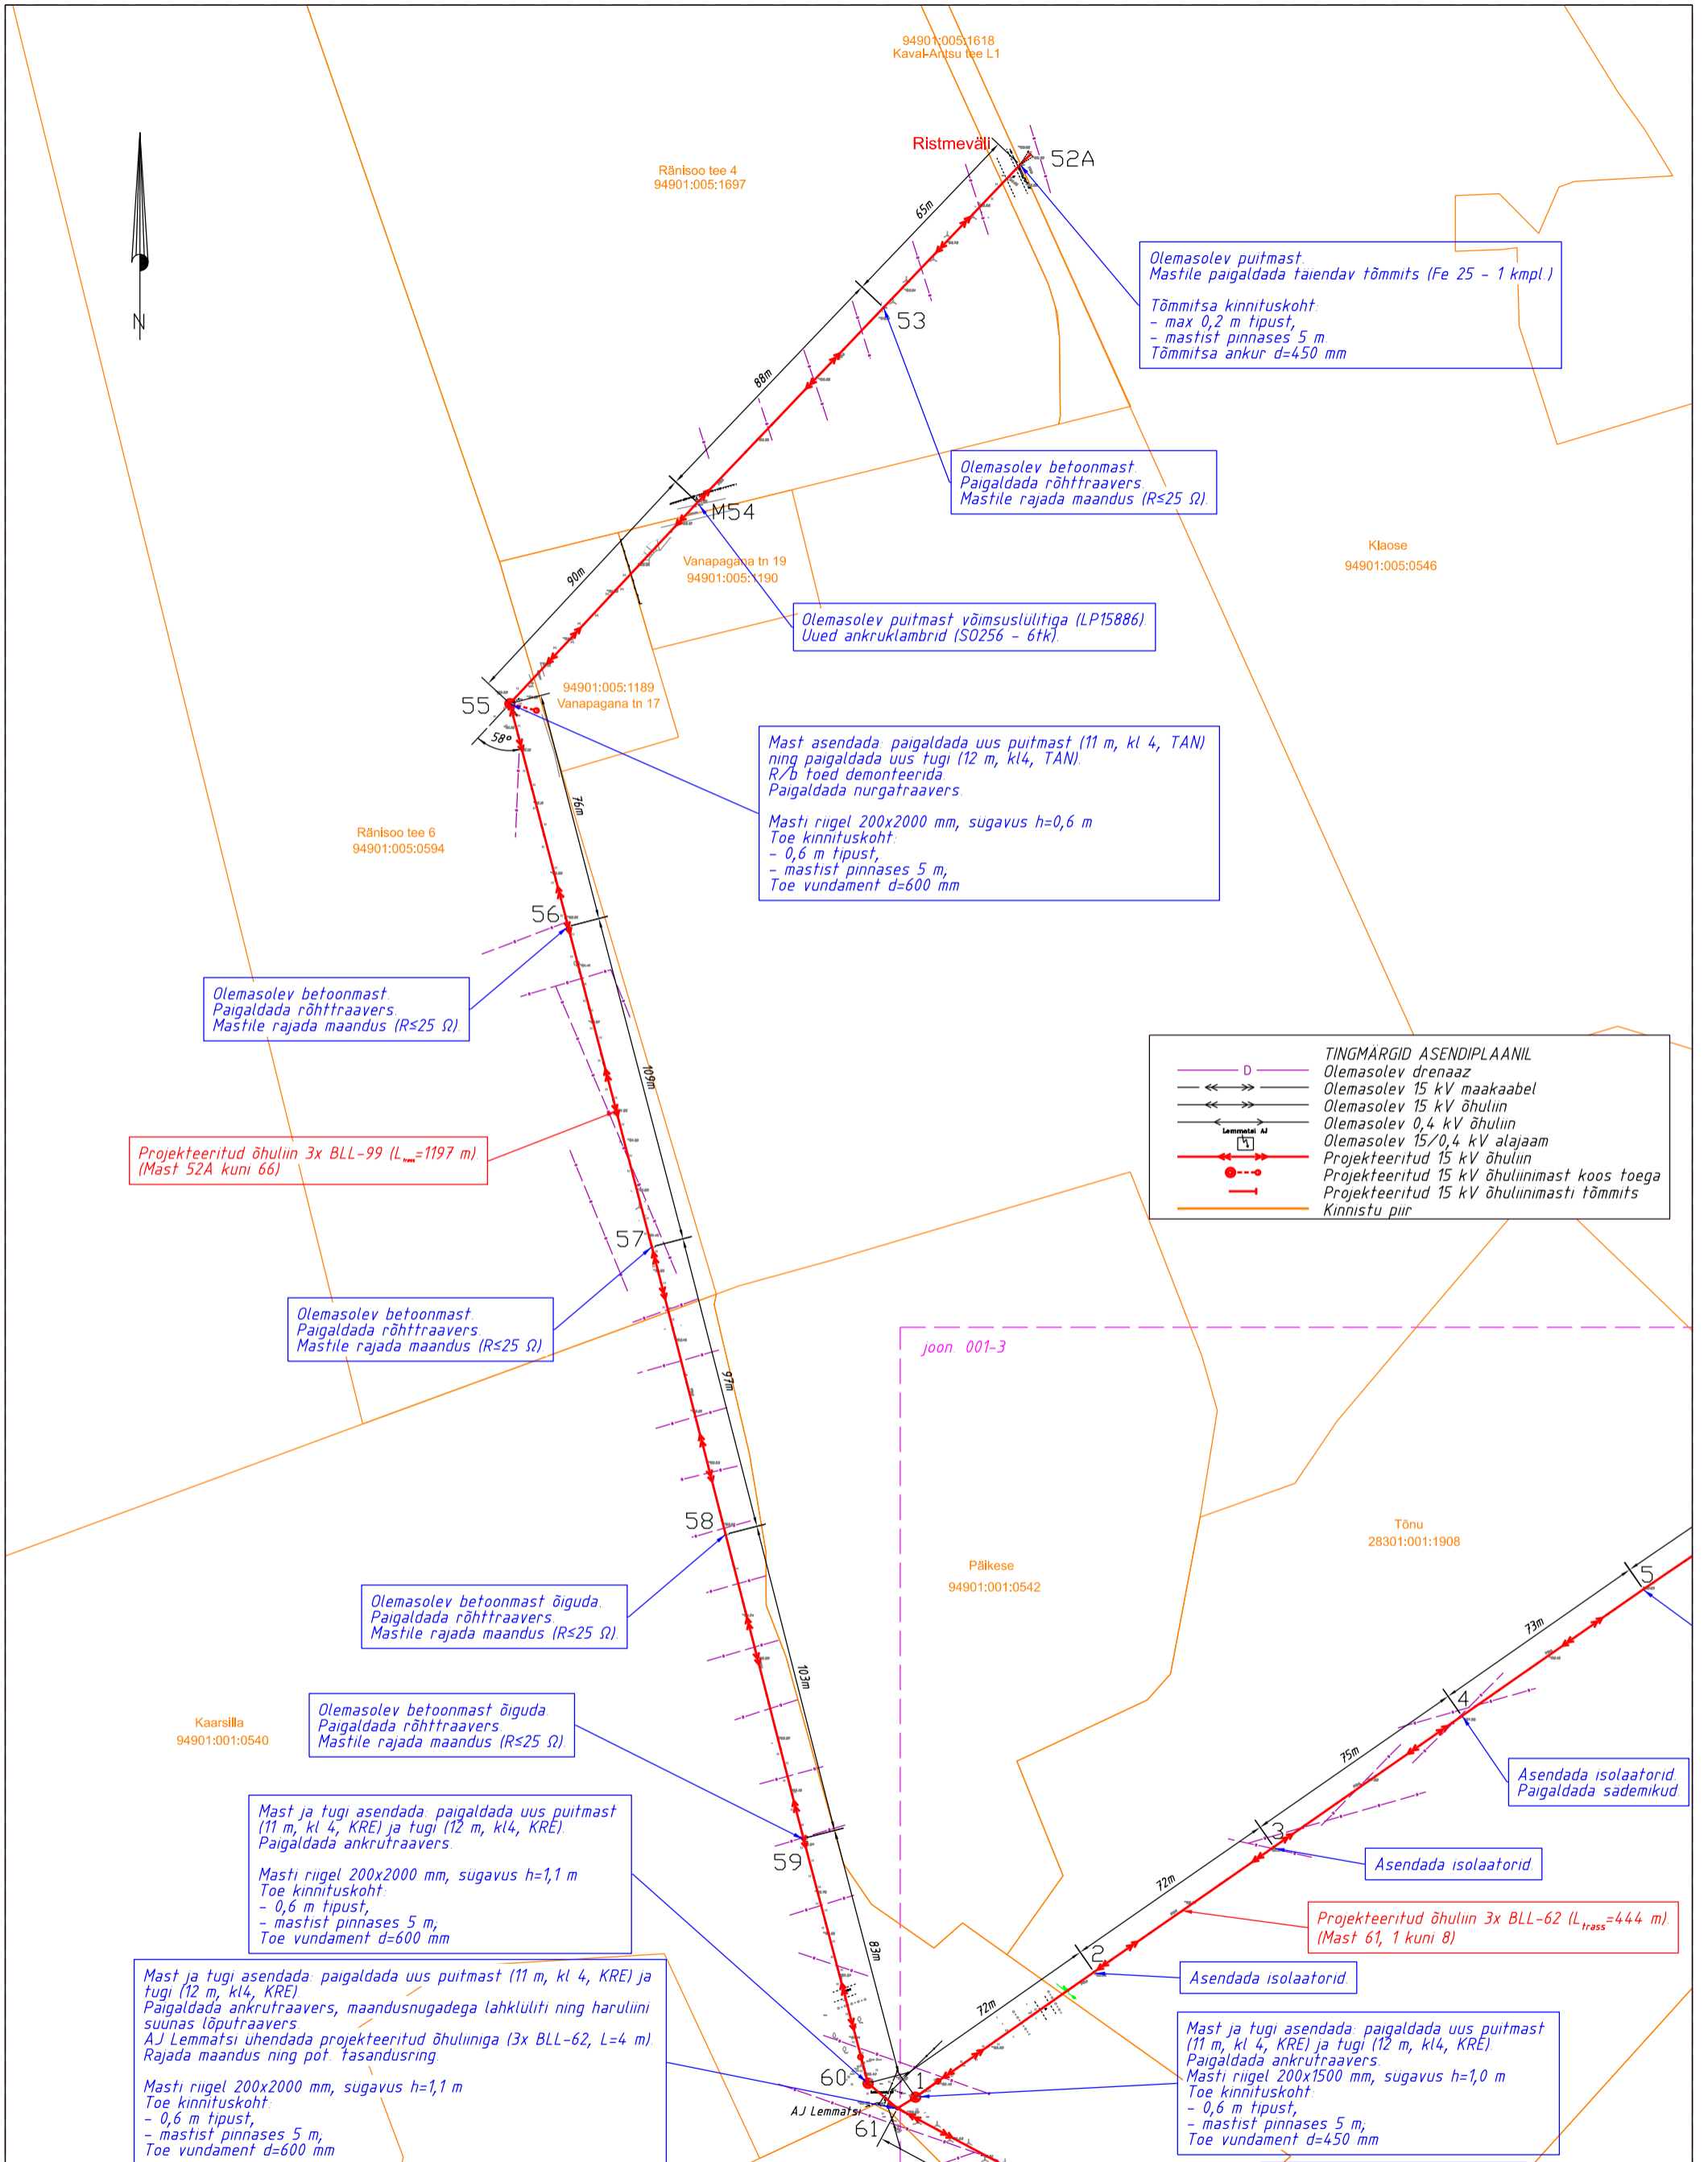 94901:005:1618
Kaval-Antsu tee L1
Ristmeväli
52A
Ränisoo tee 4
94901:005:1697
65m
N
Olemasolev puitmast.
Mastile paigaldada täiendav tõmmits (Fe 25 - 1 kmpl.)
Tõmmitsa kinnituskoht:
- max 0,2 m tipust,
- mastist pinnases 5 m.
Tõmmitsa ankur d=450 mm
53
88m
Olemasolev betoonmast.
Paigaldada rõhttraavers.
Mastile rajada maandus (R≤25 Ω).
M54
Klaose
94901:005:0546
Vanapagana tn 19
94901:005:1190
90m
Olemasolev puitmast võimsuslülitiga (LP15886).
Uued ankruklambrid (SO256 - 6tk).
94901:005:1189
Vanapagana tn 17
55
58°
Mast asendada: paigaldada uus puitmast (11 m, kl 4, TAN)
ning paigaldada uus tugi (12 m, kl4, TAN).
R/b toed demonteerida.
Paigaldada nurgatraavers.
Masti riigel 200x2000 mm, sügavus h=0,6 m
Toe kinnituskoht:
- 0,6 m tipust,
- mastist pinnases 5 m,
Toe vundament d=600 mm
76m
Ränisoo tee 6
94901:005:0594
56
Olemasolev betoonmast.
Paigaldada rõhttraavers.
Mastile rajada maandus (R≤25 Ω).
109m
TINGMÄRGID ASENDIPLAANIL
D
Olemasolev drenaaz
Olemasolev 15 kV maakaabel
Olemasolev 15 kV õhuliin
Olemasolev 0,4 kV õhuliin
Lemmatsi AJ
Olemasolev 15/0,4 kV alajaam
Projekteeritud 15 kV õhuliin
Projekteeritud 15 kV õhuliinimast koos toega
Projekteeritud 15 kV õhuliinimasti tõmmits
Kinnistu piir
Projekteeritud õhuliin 3x BLL-99 (Ltrass=1197 m).
(Mast 52A kuni 66)
57
Olemasolev betoonmast.
Paigaldada rõhttraavers.
Mastile rajada maandus (R≤25 Ω).
joon. 001-3
97m
58
Tõnu
28301:001:1908
Päikese
94901:001:0542
5
Olemasolev betoonmast õiguda.
Paigaldada rõhttraavers.
Mastile rajada maandus (R≤25 Ω).
73m
103m
4
Kaarsilla
94901:001:0540
Olemasolev betoonmast õiguda.
Paigaldada rõhttraavers.
Mastile rajada maandus (R≤25 Ω).
75m
Asendada isolaatorid.
Paigaldada sädemikud.
Mast ja tugi asendada: paigaldada uus puitmast
(11 m, kl 4, KRE) ja tugi (12 m, kl4, KRE).
Paigaldada ankrutraavers.
Masti riigel 200x2000 mm, sügavus h=1,1 m
Toe kinnituskoht:
- 0,6 m tipust,
- mastist pinnases 5 m;
Toe vundament d=600 mm
59
3
Asendada isolaatorid.
72m
Projekteeritud õhuliin 3x BLL-62 (Ltrass=444 m).
(Mast 61, 1 kuni 8)
83m
2
Asendada isolaatorid.
72m
Mast ja tugi asendada: paigaldada uus puitmast (11 m, kl 4, KRE) ja
tugi (12 m, kl4, KRE).
Paigaldada ankrutraavers, maandusnugadega lahklüliti ning haruliini
suunas lõputraavers.
AJ Lemmatsi ühendada projekteeritud õhuliiniga (3x BLL-62, L=4 m).
Rajada maandus ning pot. tasandusring.
Masti riigel 200x2000 mm, sügavus h=1,1 m
Toe kinnituskoht:
- 0,6 m tipust,
- mastist pinnases 5 m;
Toe vundament d=600 mm
60
1
AJ Lemmatsi
61
Mast ja tugi asendada: paigaldada uus puitmast
(11 m, kl 4, KRE) ja tugi (12 m, kl4, KRE).
Paigaldada ankrutraavers.
Masti riigel 200x1500 mm, sügavus h=1,0 m
Toe kinnituskoht:
- 0,6 m tipust,
- mastist pinnases 5 m;
Toe vundament d=450 mm